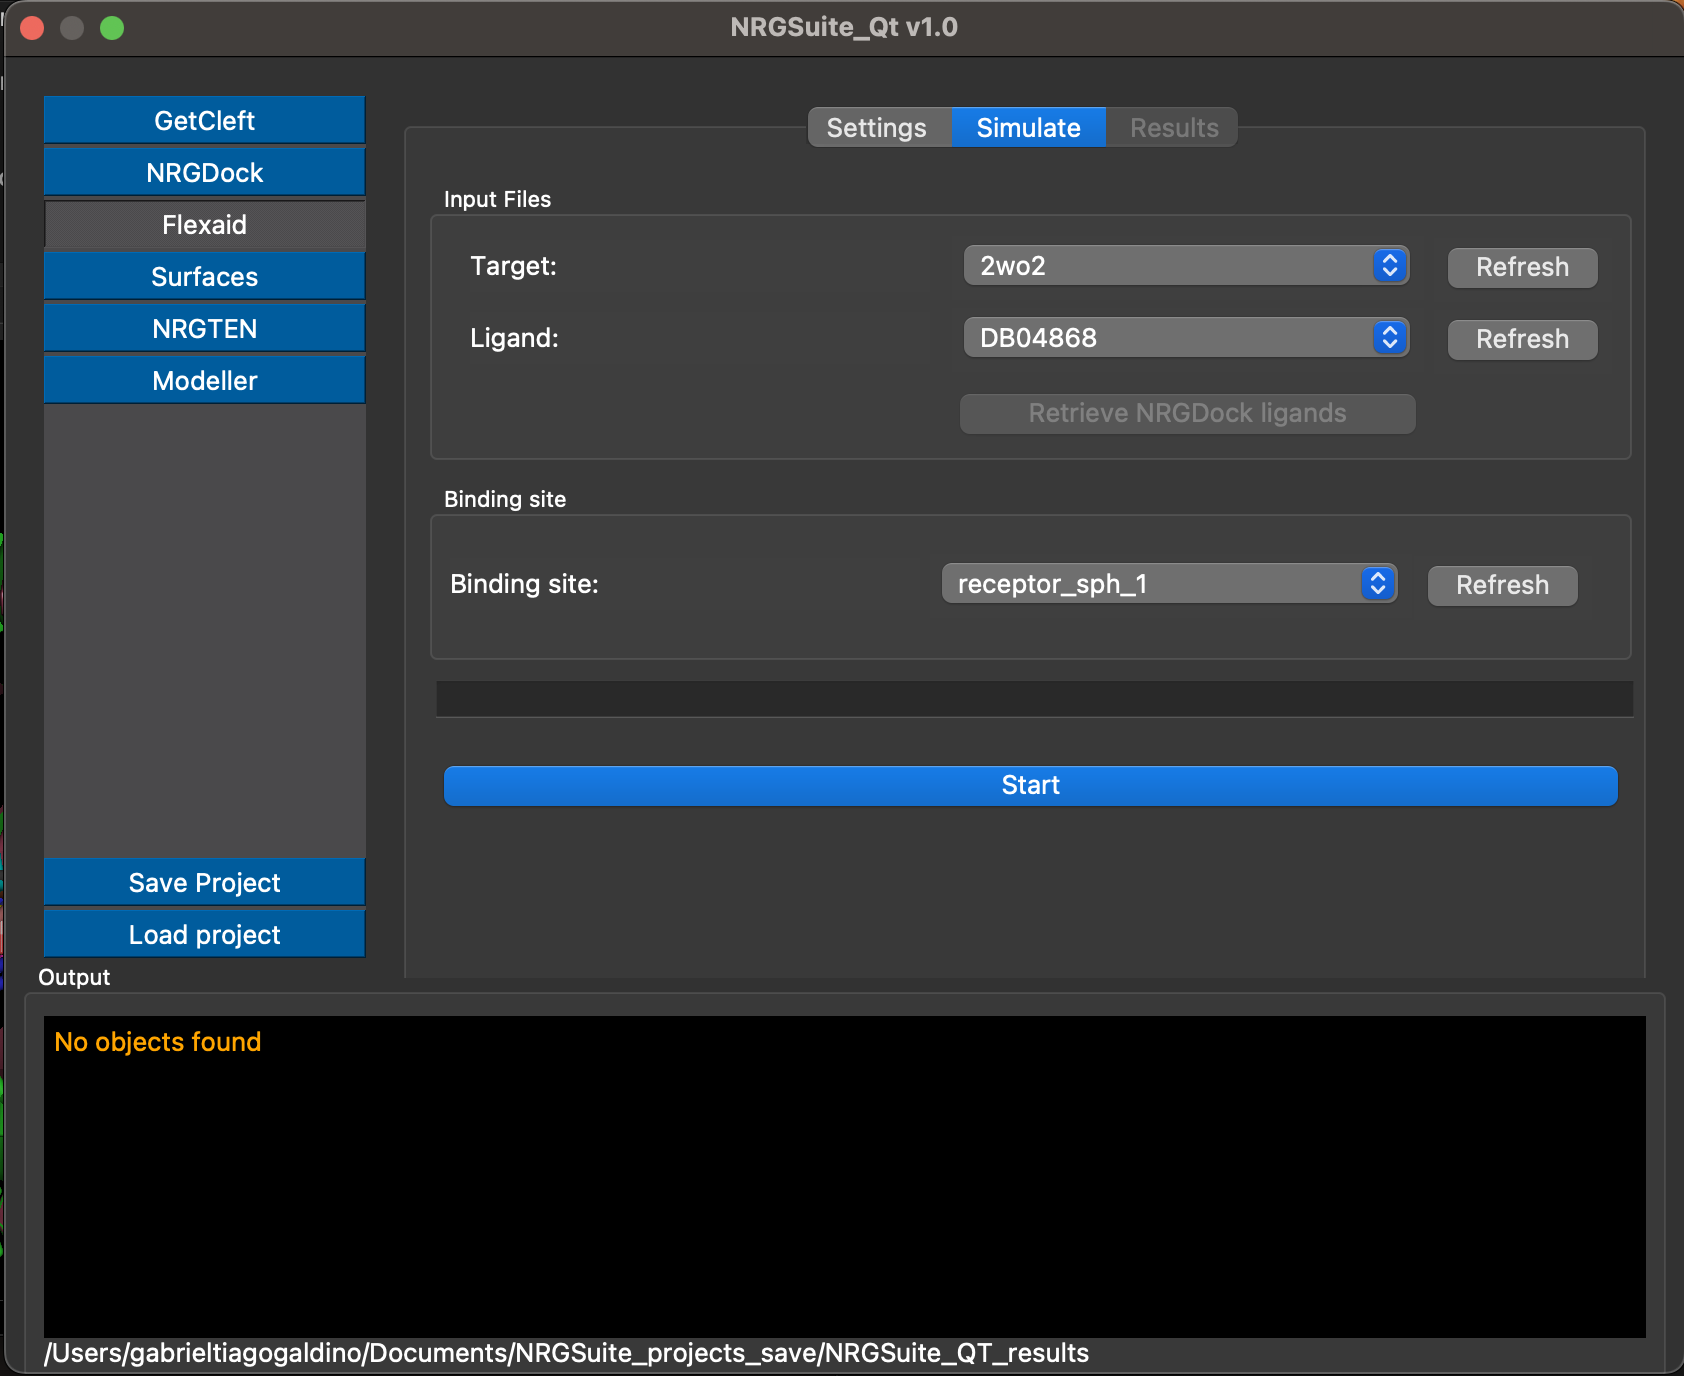 NRGSuite_Qt v1.0
GetCleft
NRGDock
Flexaid
Surfaces
NRGTEN
Modeller
Save Project
Load project
Settings Simulate Results
Input Files
Target: 2wo2 Refresh
Ligand: DB04868 Refresh
Retrieve NRGDock ligands
Binding site
Binding site: receptor_sph_1 Refresh
Start
Output
No objects found
/Users/gabrieltiagogaldino/Documents/NRGSuite_projects_save/NRGSuite_QT_results